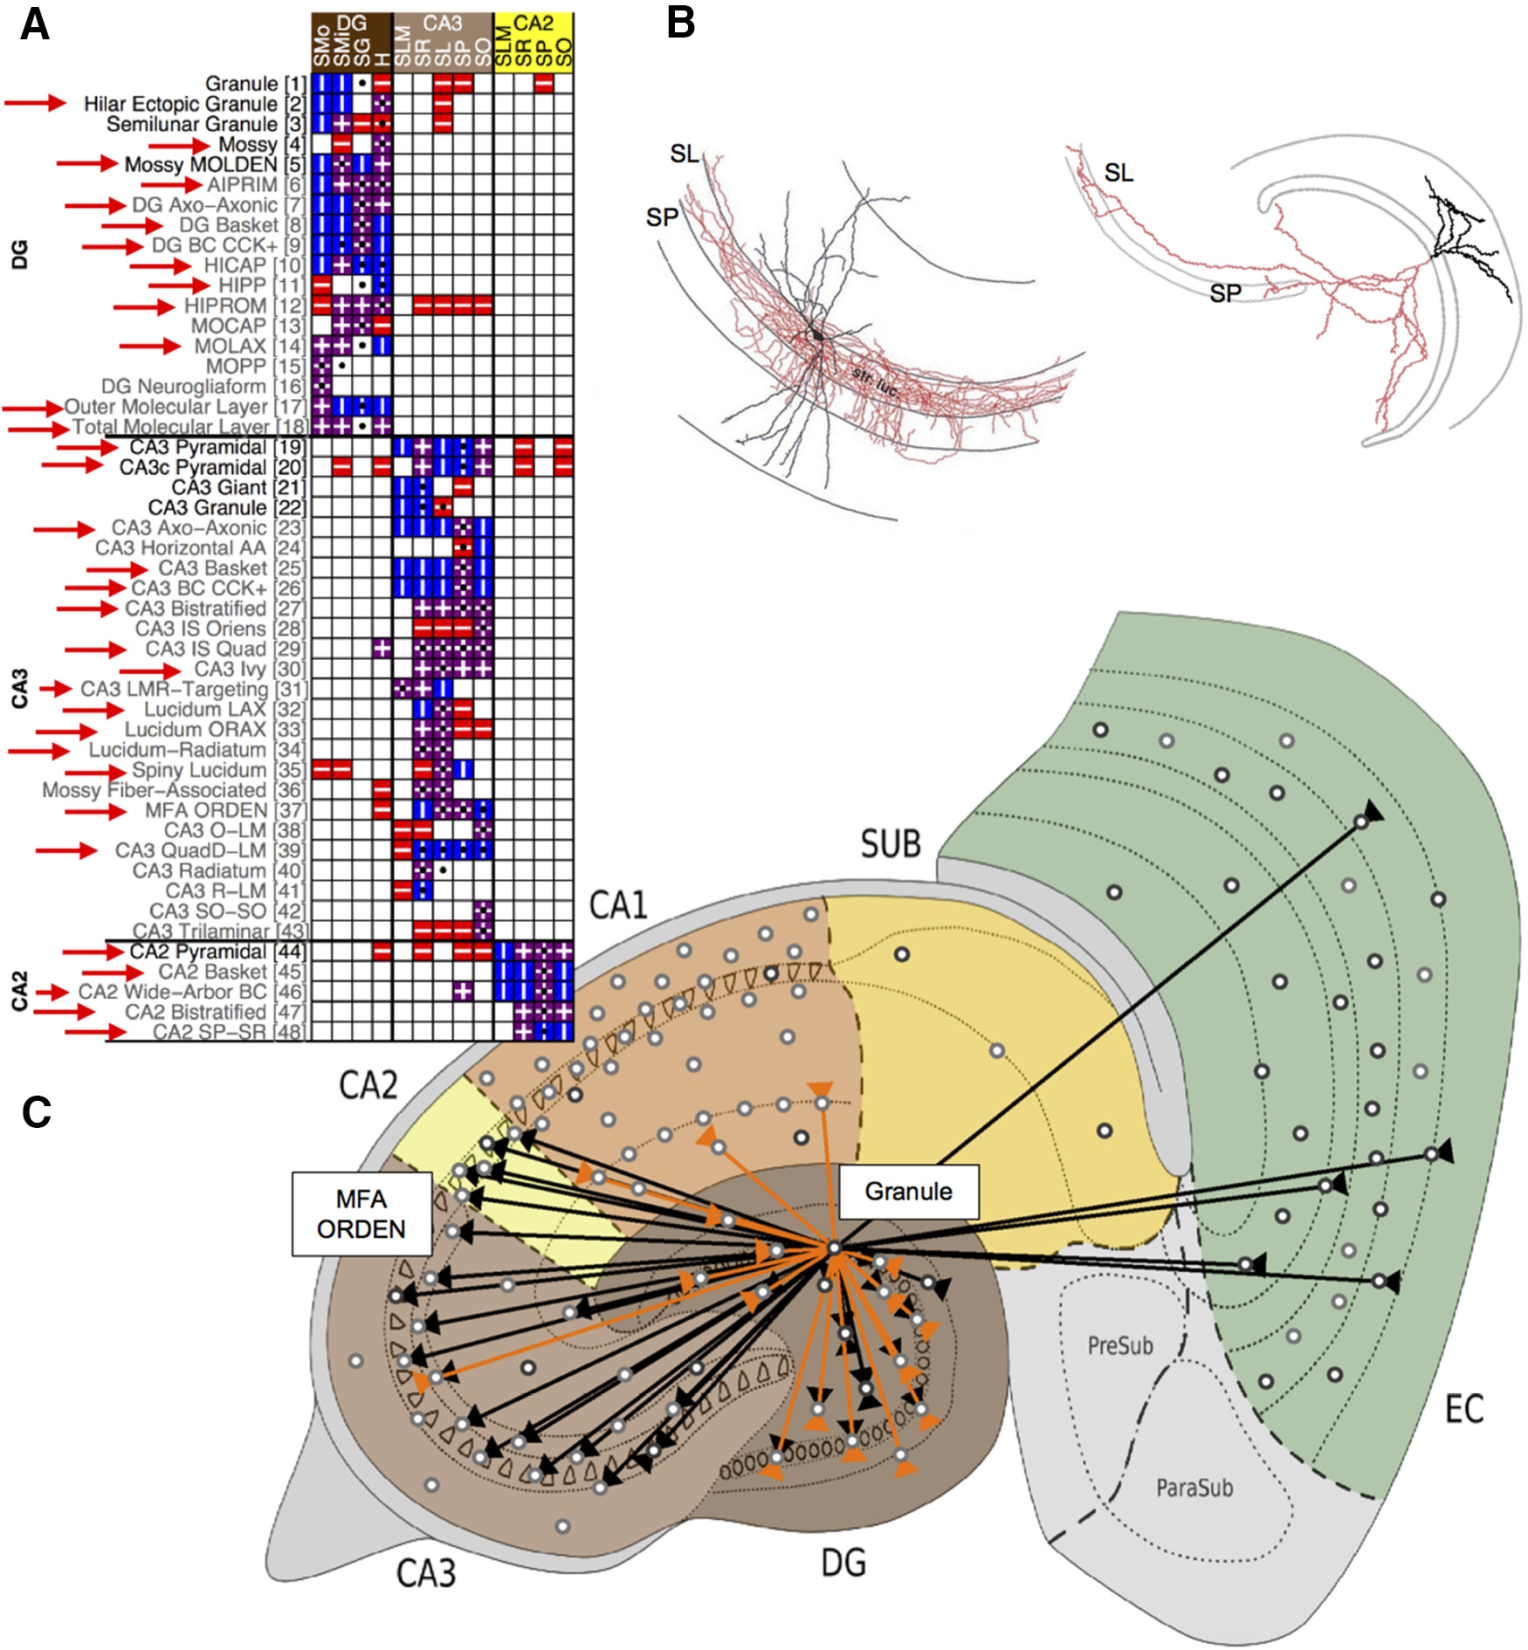 A
B
DG
CA3
CA2
SMo
SMi
SG
H
SLM
SR
SL
SP
SO
SLM
SR
SP
SO
DG
Granule [1]
Hilar Ectopic Granule [2]
Semilunar Granule [3]
Mossy [4]
Mossy MOLDEN [5]
AIPRIM [6]
DG Axo-Axonic [7]
DG Basket [8]
DG BC CCK+ [9]
HICAP [10]
HIPP [11]
HIPROM [12]
MOCAP [13]
MOLAX [14]
MOPP [15]
DG Neurogliaform [16]
Outer Molecular Layer [17]
Total Molecular Layer [18]
CA3
CA3 Pyramidal [19]
CA3c Pyramidal [20]
CA3 Giant [21]
CA3 Granule [22]
CA3 Axo-Axonic [23]
CA3 Horizontal AA [24]
CA3 Basket [25]
CA3 BC CCK+ [26]
CA3 Bistratified [27]
CA3 IS Oriens [28]
CA3 IS Quad [29]
CA3 Ivy [30]
CA3 LMR-Targeting [31]
Lucidum LAX [32]
Lucidum ORAX [33]
Lucidum-Radiatum [34]
Spiny Lucidum [35]
Mossy Fiber-Associated [36]
MFA ORDEN [37]
CA3 O-LM [38]
CA3 QuadD-LM [39]
CA3 Radiatum [40]
CA3 R-LM [41]
CA3 SO-SO [42]
CA3 Trilaminar [43]
CA2
CA2 Pyramidal [44]
CA2 Basket [45]
CA2 Wide-Arbor BC [46]
CA2 Bistratified [47]
CA2 SP-SR [48]
SL
SP
str. luc.
SL
SP
C
SUB
CA1
CA2
MFA
ORDEN
Granule
PreSub
ParaSub
EC
DG
CA3